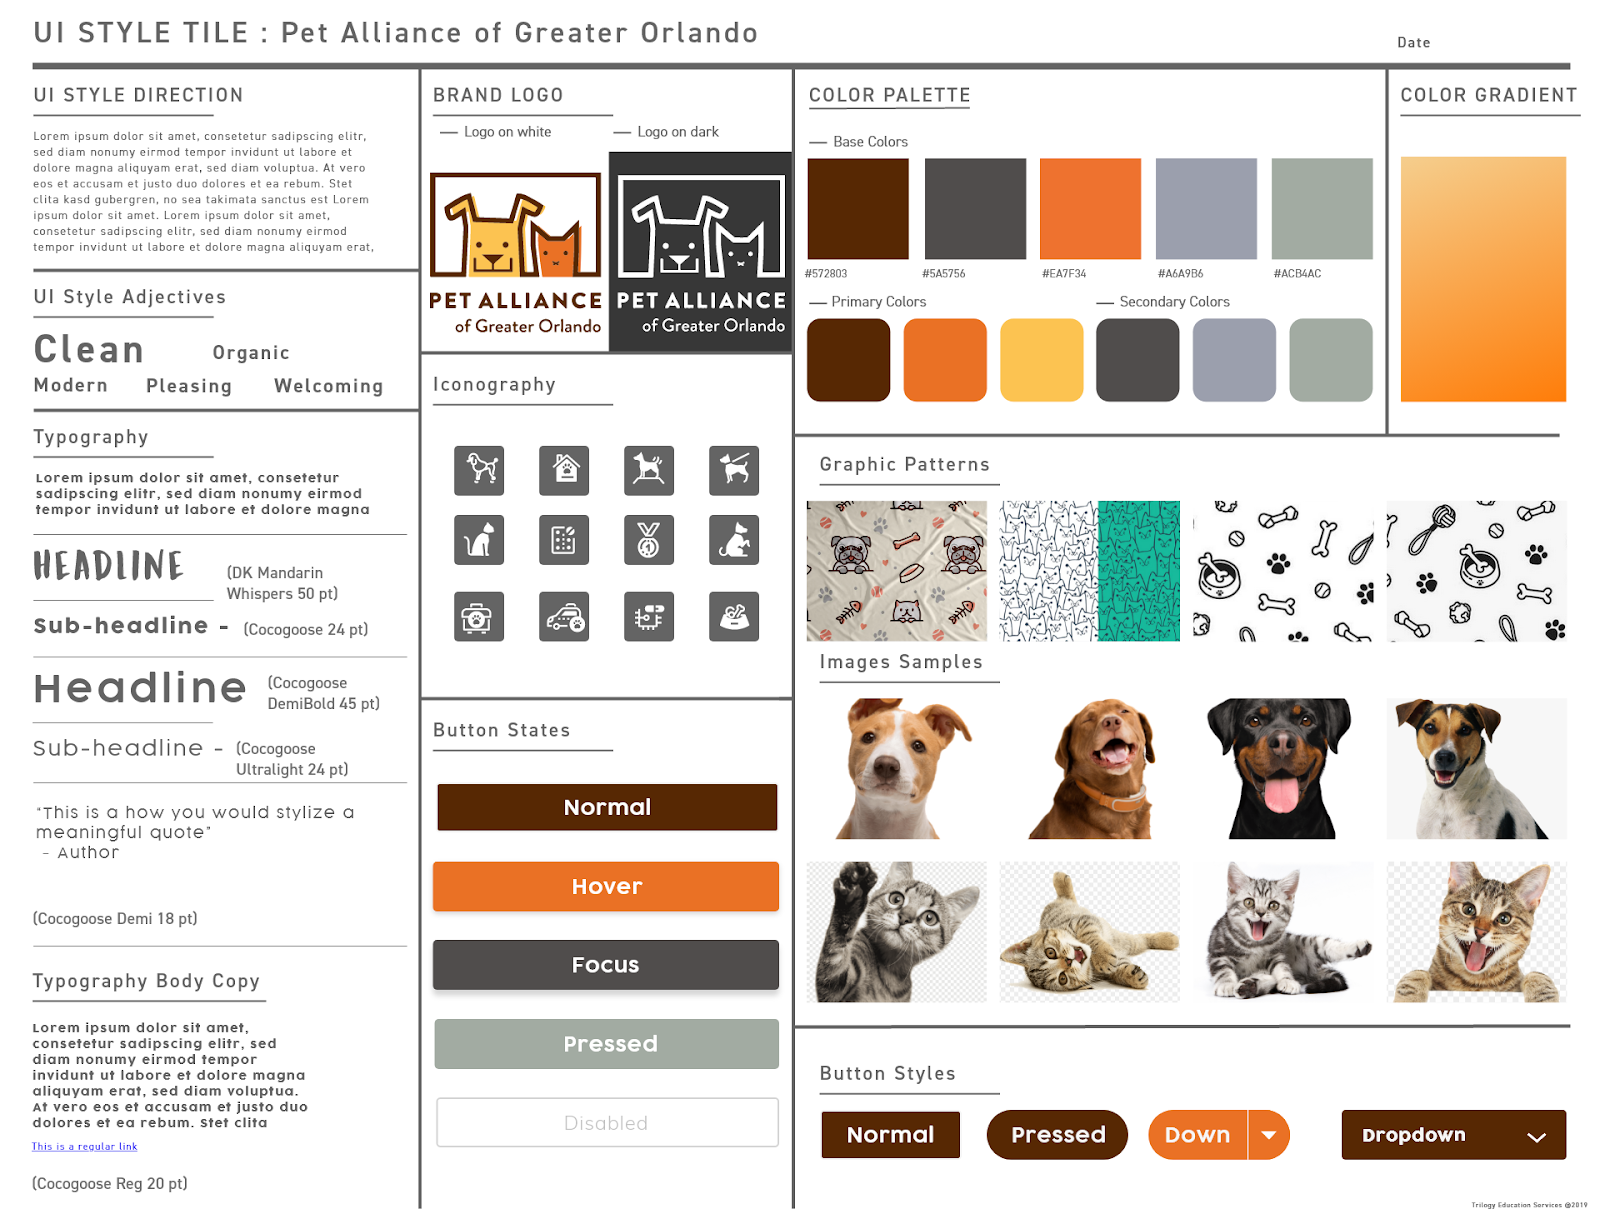 UI STYLE TILE : Pet Alliance of Greater Orlando
Date
UI STYLE DIRECTION
Lorem ipsum dolor sit amet, consetetur sadipscing elitr,
sed diam nonumy eirmod tempor invidunt ut labore et
dolore magna aliquyam erat, sed diam voluptua. At vero
eos et accusam et justo duo dolores et ea rebum. Stet
clita kasd gubergren, no sea takimata sanctus est Lorem
ipsum dolor sit amet. Lorem ipsum dolor sit amet,
consetetur sadipscing elitr, sed diam nonumy eirmod
tempor invidunt ut labore et dolore magna aliquyam erat,
UI Style Adjectives
Clean
Organic
Modern
Pleasing
Welcoming
Typography
Lorem ipsum dolor sit amet, consetetur
sadipscing elitr, sed diam nonumy eirmod
tempor invidunt ut labore et dolore magna
HEADLINE
(DK Mandarin
Whispers 50 pt)
Sub-headline -
(Cocogoose 24 pt)
Headline
(Cocogoose
DemiBold 45 pt)
Sub-headline -
(Cocogoose
Ultralight 24 pt)
"This is a how you would stylize a
meaningful quote"
- Author
(Cocogoose Demi 18 pt)
Typography Body Copy
Lorem ipsum dolor sit amet,
consetetur sadipscing elitr, sed
diam nonumy eirmod tempor
invidunt ut labore et dolore magna
aliquyam erat, sed diam voluptua.
At vero eos et accusam et justo duo
dolores et ea rebum. Stet clita
This is a regular link
(Cocogoose Reg 20 pt)
BRAND LOGO
— Logo on white
— Logo on dark
PET ALLIANCE
of Greater Orlando
PET ALLIANCE
of Greater Orlando
Iconography
Button States
Normal
Hover
Focus
Pressed
Disabled
COLOR PALETTE
— Base Colors
#572803
#5A5756
#EA7F34
#A6A9B6
#ACB4AC
— Primary Colors
— Secondary Colors
COLOR GRADIENT
Graphic Patterns
Images Samples
Button Styles
Normal
Pressed
Down
Dropdown
Trilogy Education Services @2019